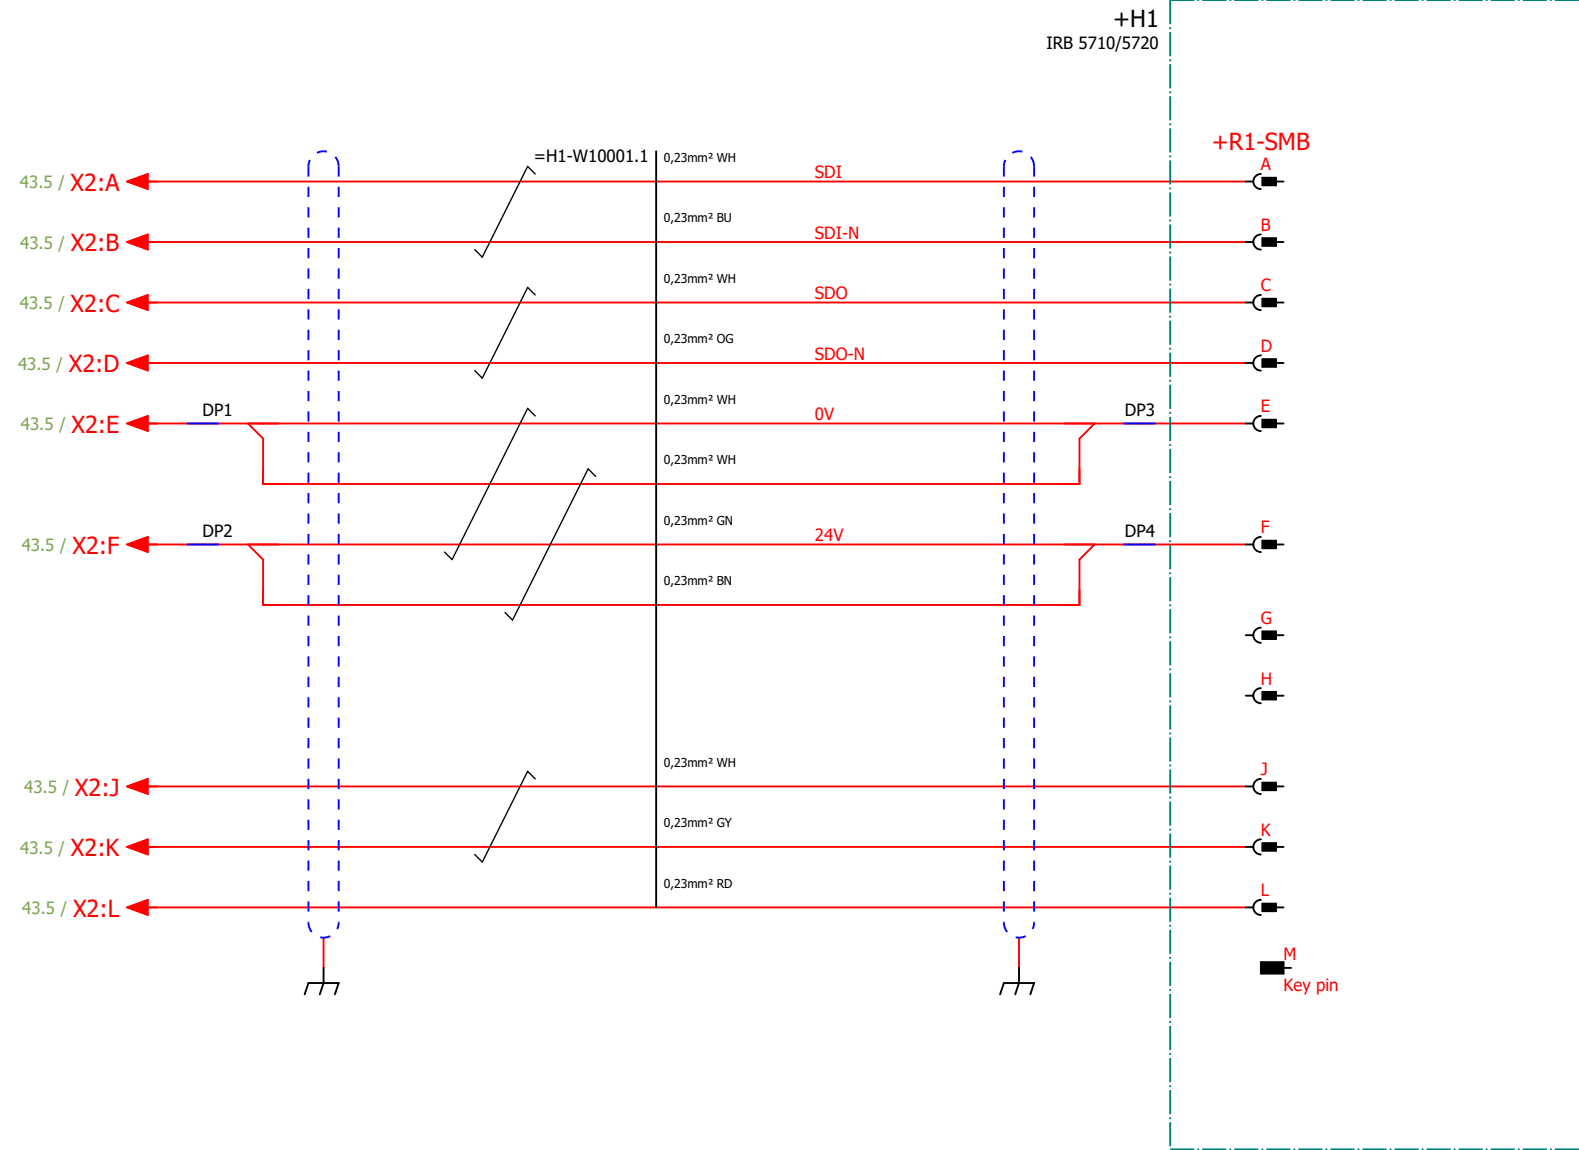 +H1
IRB 5710/5720
+R1-SMB
=H1-W10001.1
0,23mm² WH
43.5 / X2:A
SDI
A
0,23mm² BU
43.5 / X2:B
SDI-N
B
0,23mm² WH
43.5 / X2:C
SDO
C
0,23mm² OG
43.5 / X2:D
SDO-N
D
0,23mm² WH
43.5 / X2:E
DP1
0V
DP3
E
0,23mm² WH
0,23mm² GN
43.5 / X2:F
DP2
24V
DP4
F
0,23mm² BN
G
H
0,23mm² WH
43.5 / X2:J
J
0,23mm² GY
43.5 / X2:K
K
0,23mm² RD
43.5 / X2:L
L
M
Key pin